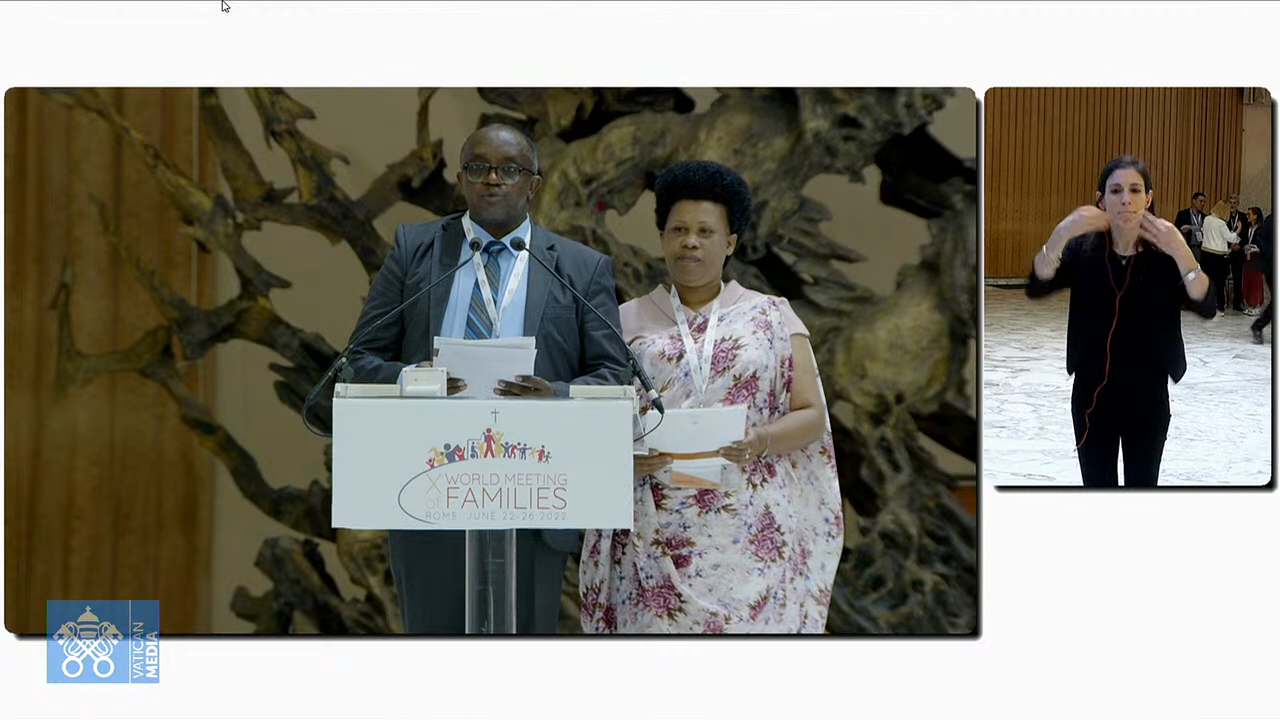 X WORLD MEETING
OF FAMILIES
ROME JUNE 22-26 2022
VATICAN
MEDIA